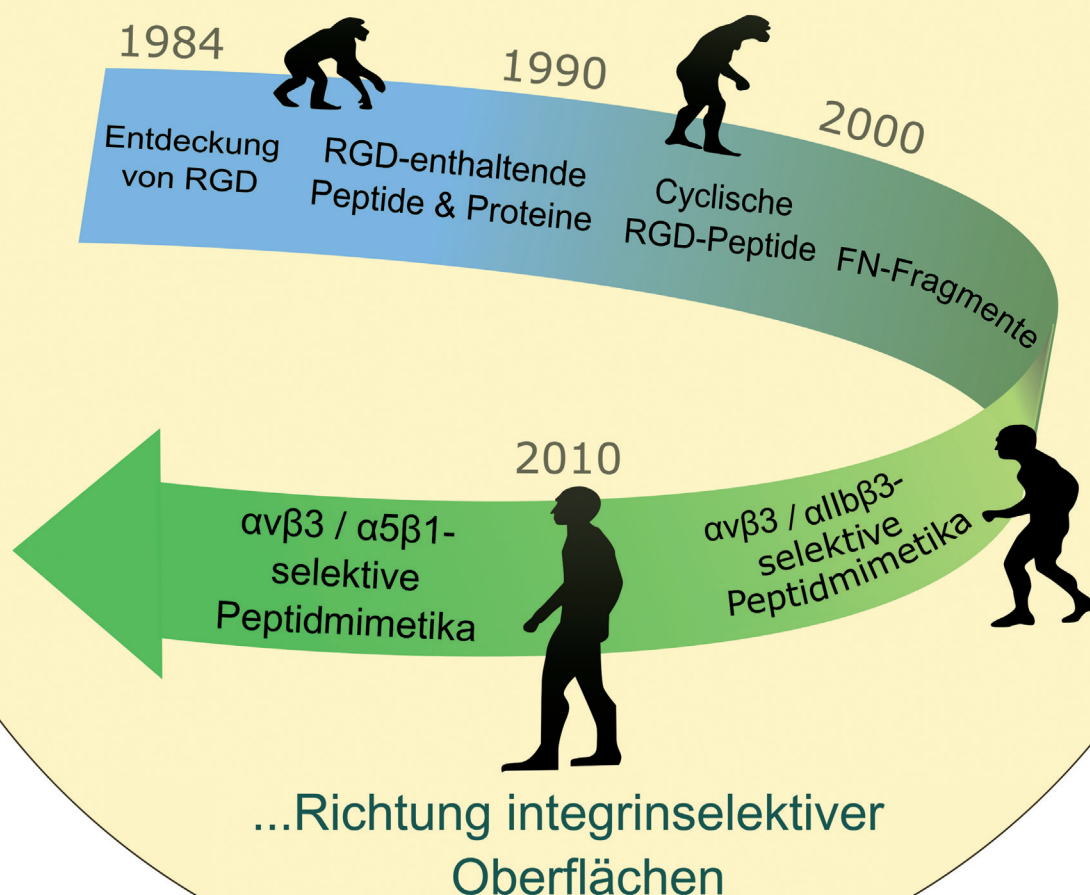 1984
Entdeckung
von RGD
RGD-enthaltende
Peptide & Proteine
1990
Cyclische
RGD-Peptide
2000
FN-Fragmente
αvβ3 / αIIbβ3-
selektive
Peptidmimetika
2010
αvβ3 / α5β1-
selektive
Peptidmimetika
...Richtung integrinselektiver
Oberflächen